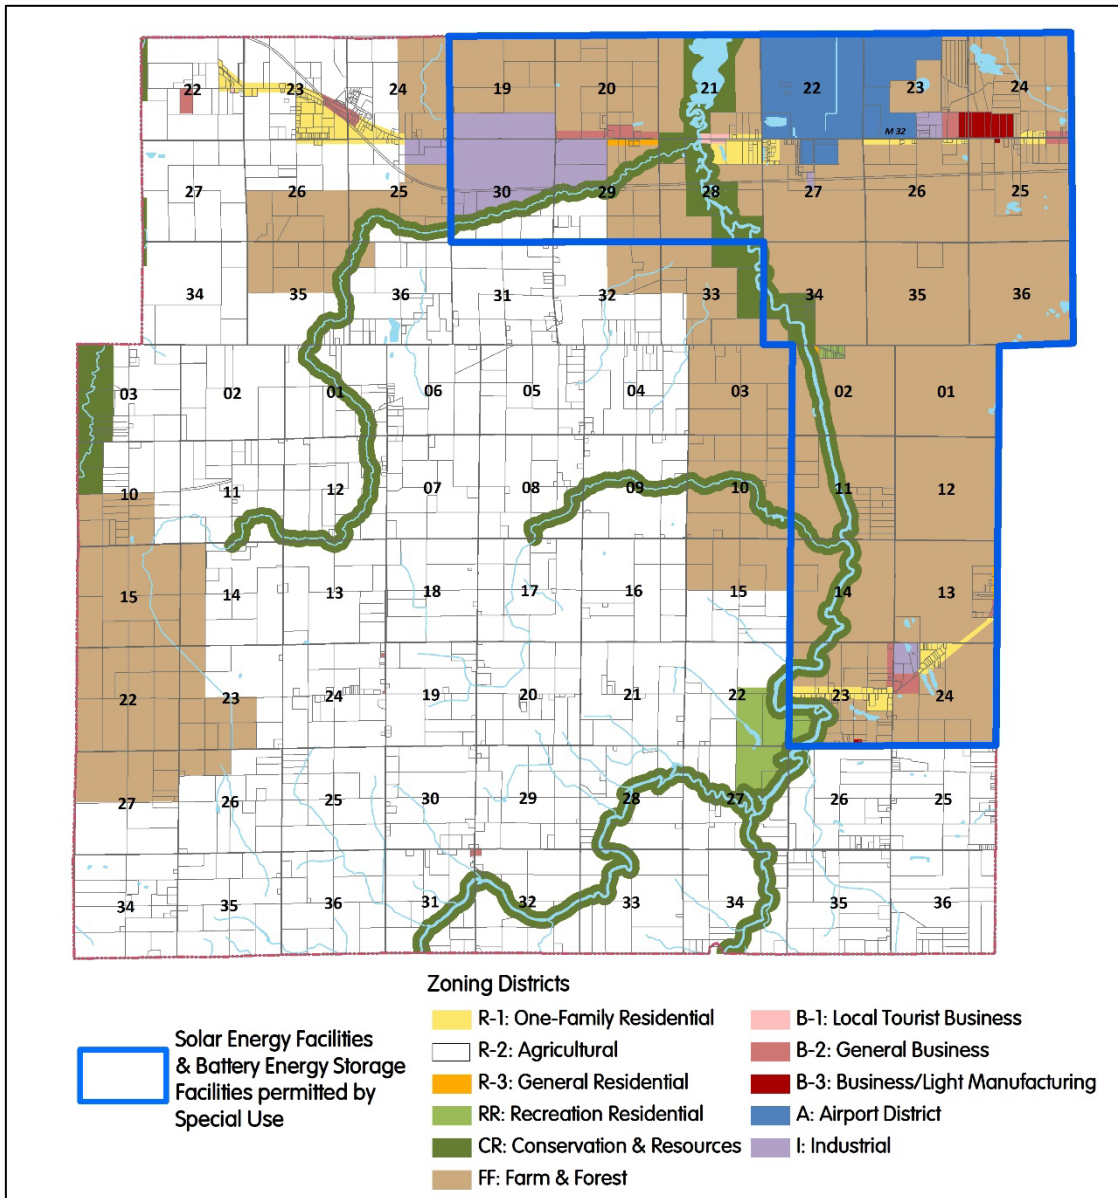 22 23 24 19 20 21 22 23 24
M 32
27 26 25 30 29 28 27 26 25
34 35 36 31 32 33 34 35 36
03 02 01 06 05 04 03 02 01
10 11 12 07 08 09 10 11 12
15 14 13 18 17 16 15 14 13
22 23 24 19 20 21 22 23 24
27 26 25 30 29 28 27 26 25
34 35 36 31 32 33 34 35 36
Zoning Districts
Solar Energy Facilities
& Battery Energy Storage
Facilities permitted by
Special Use
R-1: One-Family Residential
R-2: Agricultural
R-3: General Residential
RR: Recreation Residential
CR: Conservation & Resources
FF: Farm & Forest
B-1: Local Tourist Business
B-2: General Business
B-3: Business/Light Manufacturing
A: Airport District
I: Industrial